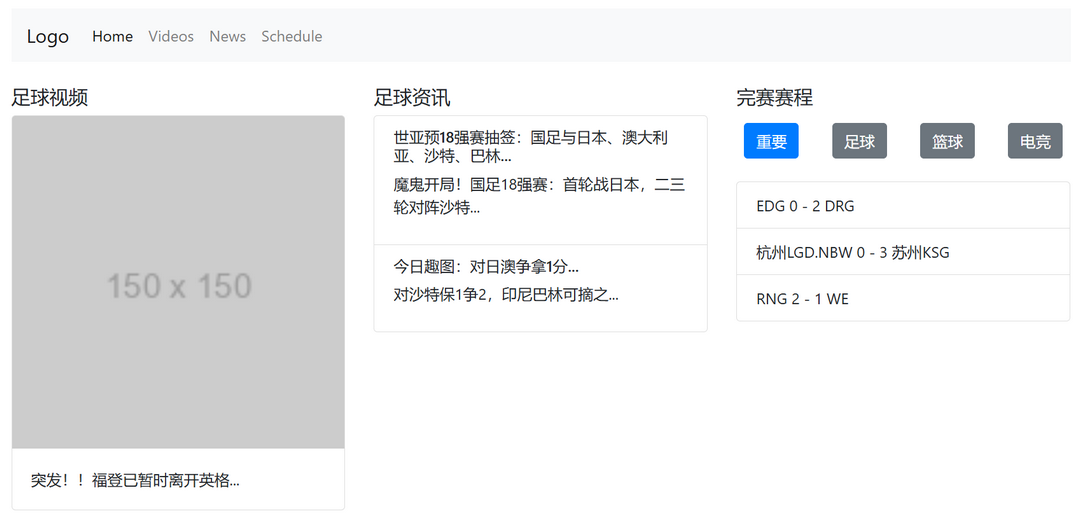 Logo Home Videos News Schedule
足球视频
150 x 150
突发！！福登已暂时离开英格...
足球资讯
世亚预18强赛抽签：国足与日本、澳大利
亚、沙特、巴林...
魔鬼开局！国足18强赛：首轮战日本，二三
轮对阵沙特...
今日趣图：对日澳争拿1分...
对沙特保1争2，印尼巴林可摘之...
完赛赛程
重要 足球 篮球 电竞
EDG 0 - 2 DRG
杭州LGD.NBW 0 - 3 苏州KSG
RNG 2 - 1 WE